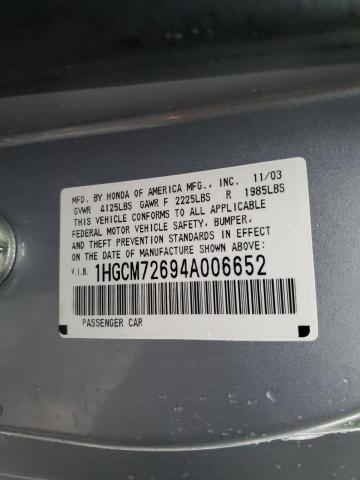 MFD. BY HONDA OF AMERICA MFG., INC. 11/03
GVWR 4125LBS GAWR F 2225LBS R 1985LBS
THIS VEHICLE CONFORMS TO ALL APPLICABLE
FEDERAL MOTOR VEHICLE SAFETY, BUMPER,
AND THEFT PREVENTION STANDARDS IN EFFECT
ON THE DATE OF MANUFACTURE SHOWN ABOVE.
V.I.N. 1HGCM72694A006652
PASSENGER CAR